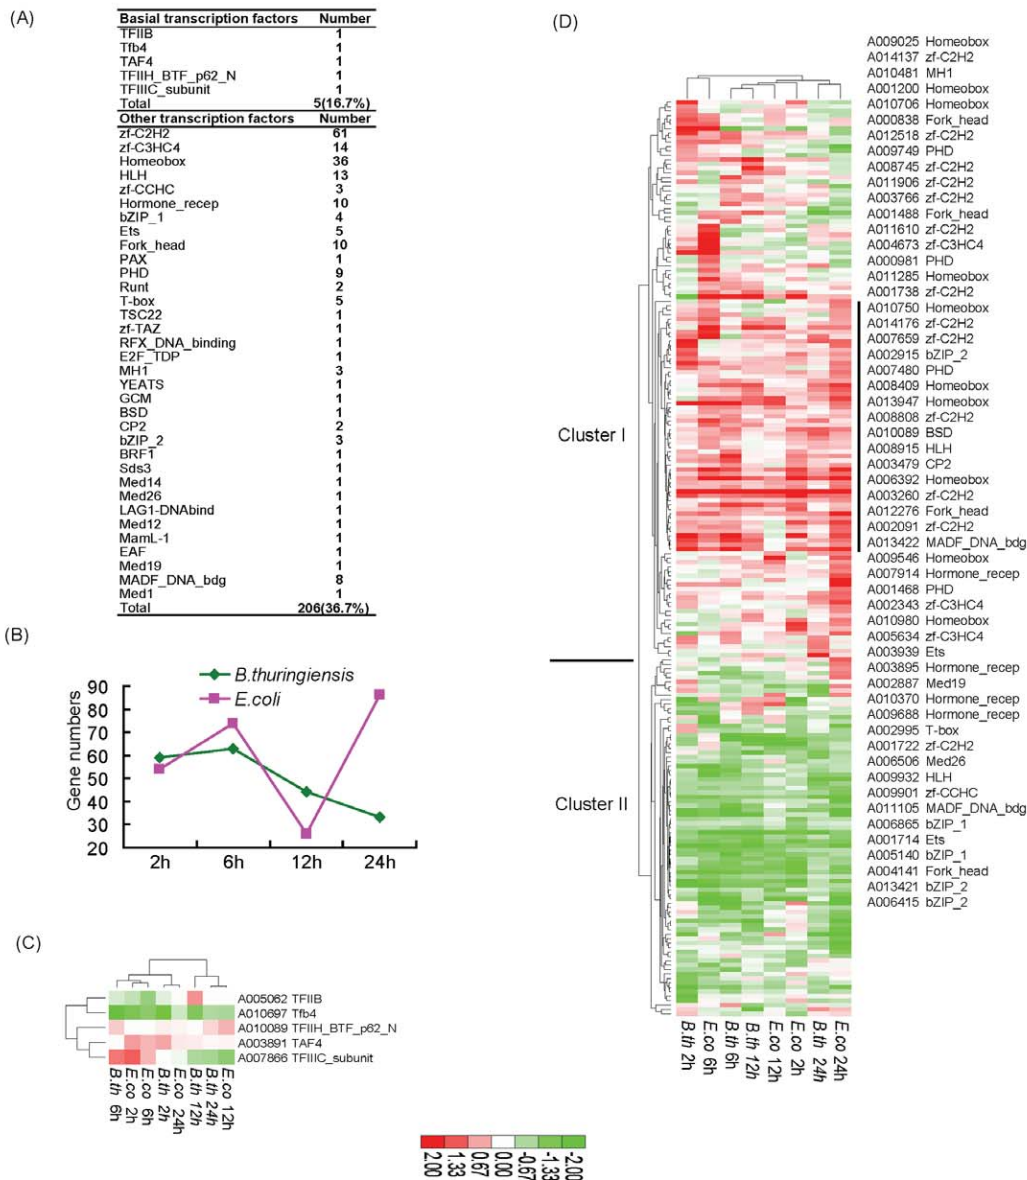 (A)
Basial transcription factors Number
TFIIB 1
Tfb4 1
TAF4 1
TFIIH_BTF_p62_N 1
TFIIIC_subunit 1
Total 5(16.7%)
Other transcription factors Number
zf-C2H2 61
zf-C3HC4 14
Homeobox 36
HLH 13
zf-CCHC 3
Hormone_recep 10
bZIP_1 4
Ets 5
Fork_head 10
PAX 1
PHD 9
Runt 2
T-box 5
TSC22 1
zf-TAZ 1
RFX_DNA_binding 1
E2F_TDP 1
MH1 3
YEATS 1
GCM 1
BSD 1
CP2 2
bZIP_2 3
BRF1 1
Sds3 1
Med14 1
Med26 1
LAG1-DNAbind 1
Med12 1
MamL-1 1
EAF 1
Med19 1
MADF_DNA_bdg 8
Med1 1
Total 206(36.7%)
(B)
B.thuringiensis
E.coli
Gene numbers
90
80
70
60
50
40
30
20
2h 6h 12h 24h
(C)
A005062 TFIIB
A010697 Tfb4
A010089 TFIIH_BTF_p62_N
A003891 TAF4
A007866 TFIIIC_subunit
B.th 6h
E.co 2h
E.co 6h
B.th 2h
E.co 24h
B.th 12h
B.th 24h
E.co 12h
(D)
A009025 Homeobox
A014137 zf-C2H2
A010481 MH1
A001200 Homeobox
A010706 Homeobox
A000838 Fork_head
A012518 zf-C2H2
A009749 PHD
A008745 zf-C2H2
A011906 zf-C2H2
A003766 zf-C2H2
A001488 Fork_head
A011610 zf-C2H2
A004673 zf-C3HC4
A000981 PHD
A011285 Homeobox
A001738 zf-C2H2
A010750 Homeobox
A014176 zf-C2H2
A007659 zf-C2H2
A002915 bZIP_2
A007480 PHD
A008409 Homeobox
A013947 Homeobox
A008808 zf-C2H2
A010089 BSD
A008915 HLH
A003479 CP2
A006392 Homeobox
A003260 zf-C2H2
A012276 Fork_head
A002091 zf-C2H2
A013422 MADF_DNA_bdg
A009546 Homeobox
A007914 Hormone_recep
A001468 PHD
A002343 zf-C3HC4
A010980 Homeobox
A005634 zf-C3HC4
A003939 Ets
A003895 Hormone_recep
A002887 Med19
A010370 Hormone_recep
A009688 Hormone_recep
A002995 T-box
A001722 zf-C2H2
A006506 Med26
A009932 HLH
A009901 zf-CCHC
A011105 MADF_DNA_bdg
A006865 bZIP_1
A001714 Ets
A005140 bZIP_1
A004141 Fork_head
A013421 bZIP_2
A006415 bZIP_2
Cluster I
Cluster II
B.th 2h
E.co 6h
B.th 6h
B.th 12h
E.co 12h
E.co 2h
B.th 24h
E.co 24h
2.00
1.33
0.67
0.00
-0.67
-1.33
-2.00